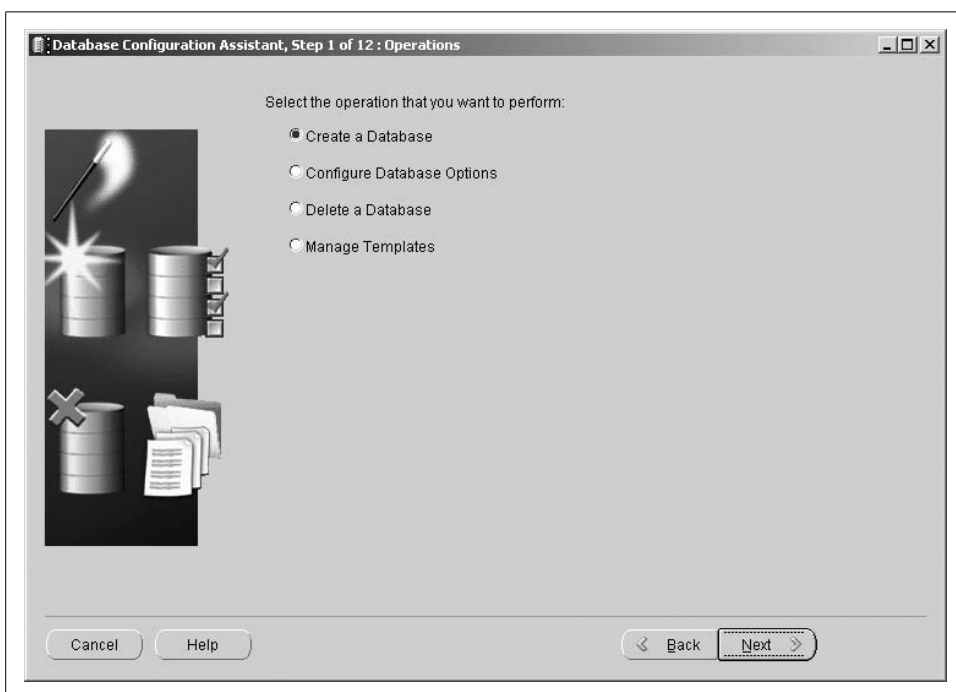 Database Configuration Assistant, Step 1 of 12 : Operations
Select the operation that you want to perform:
Create a Database
Configure Database Options
Delete a Database
Manage Templates
Cancel
Help
Back
Next